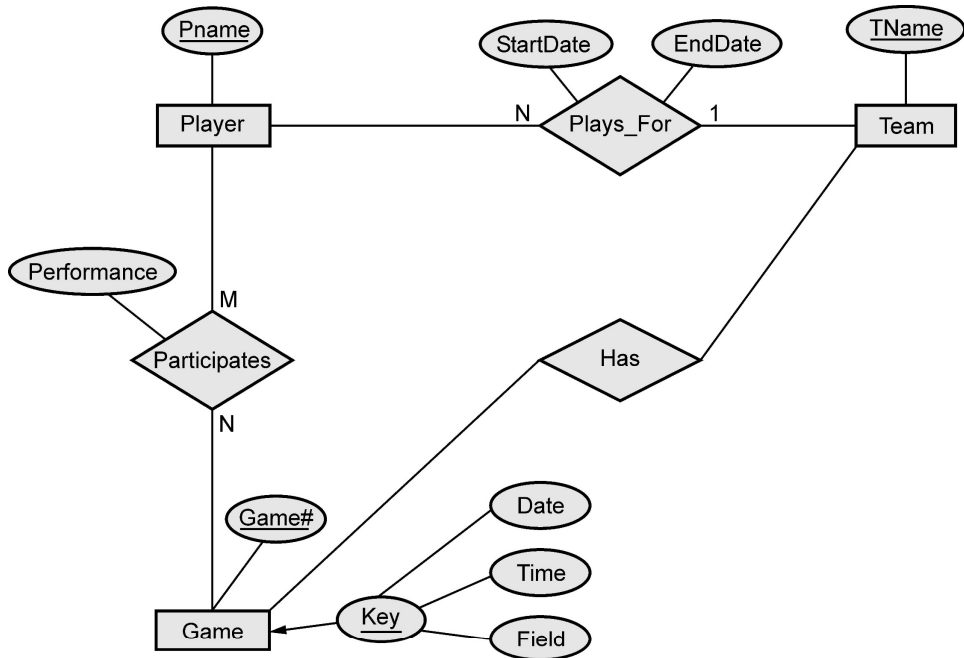 Pname
StartDate
EndDate
TName
Player
N
Plays_For
1
Team
Performance
M
Participates
Has
N
Game#
Date
Time
Key
Game
Field